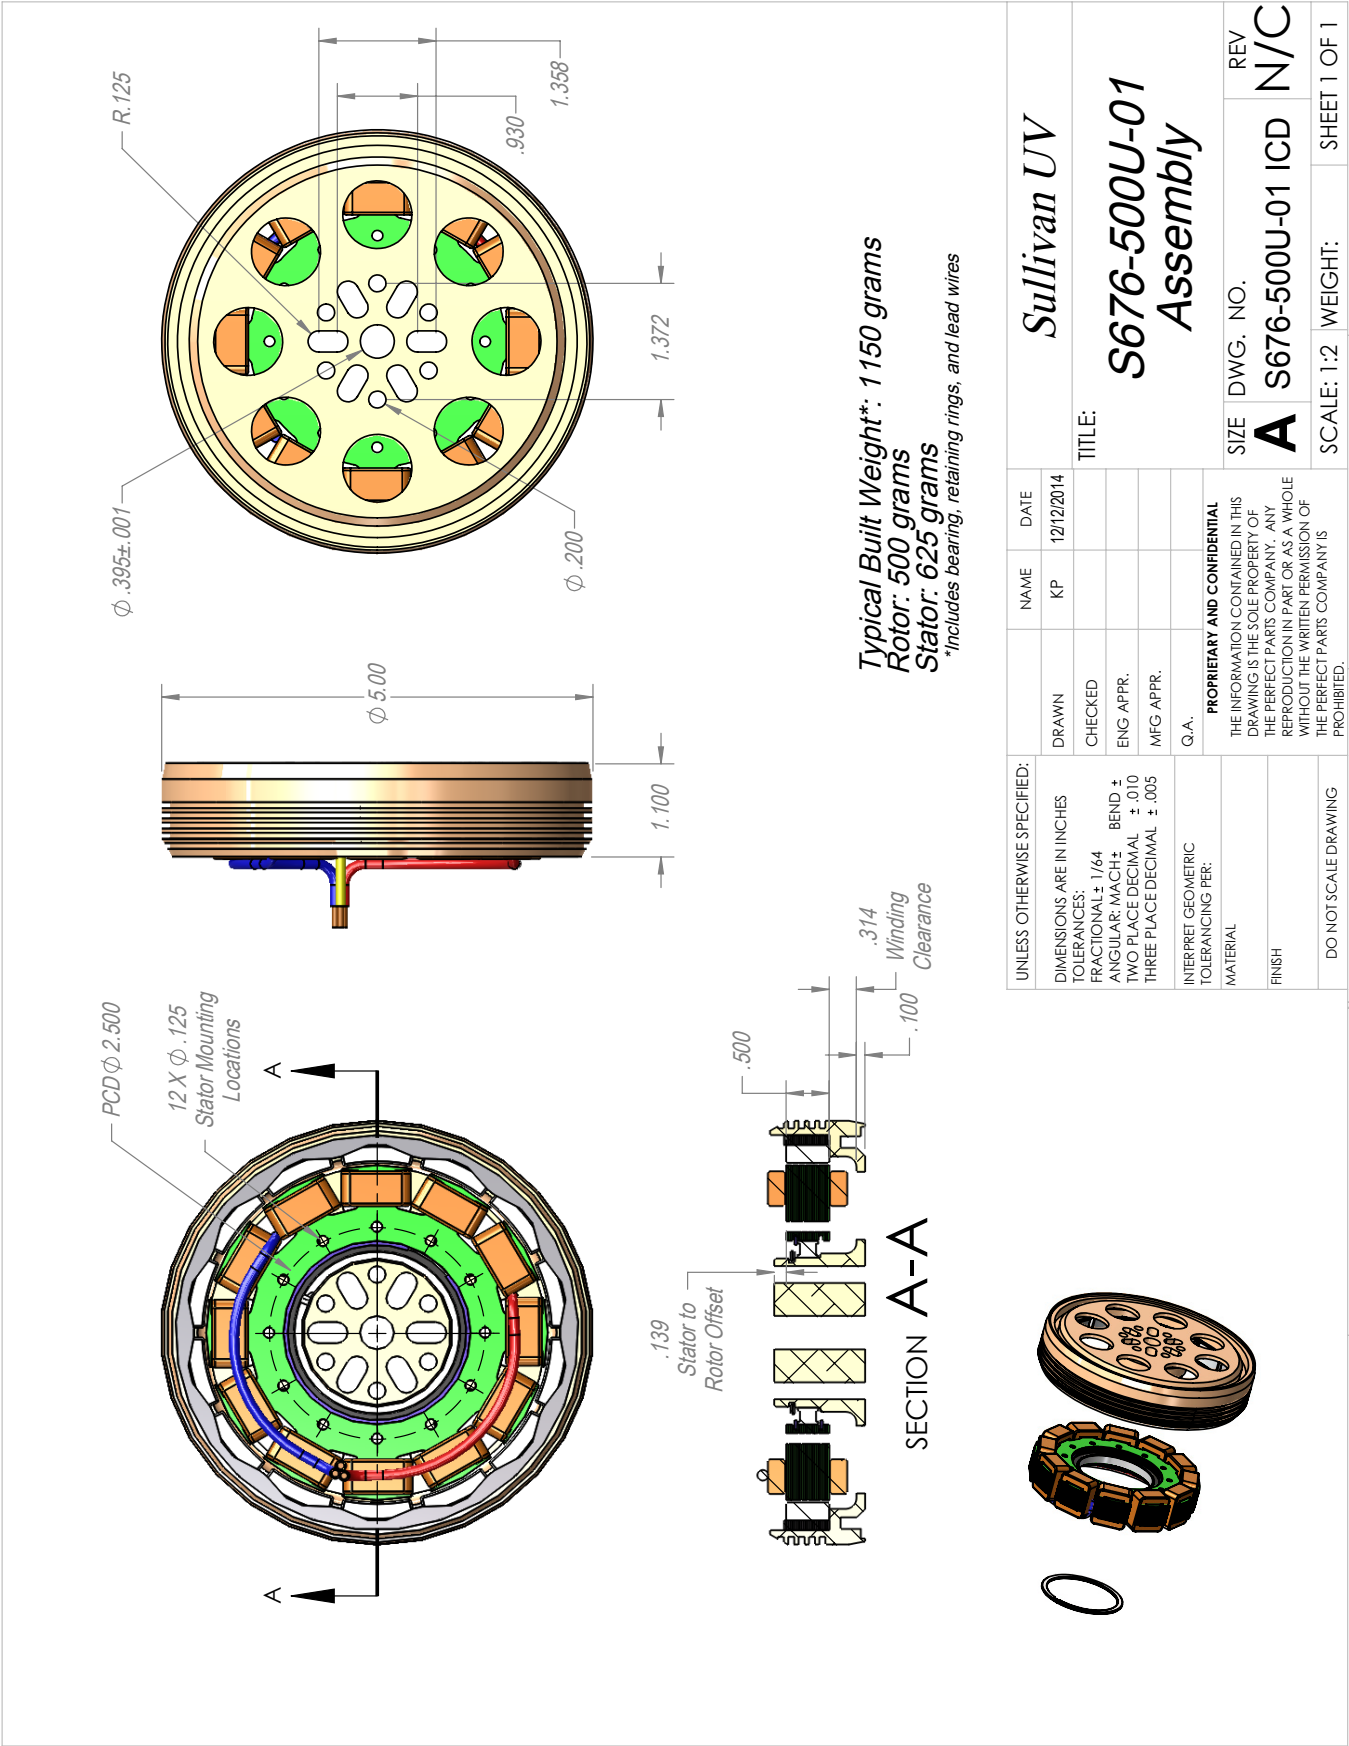 PCD Ø 2.500
12 X Ø .125
Stator Mounting
Locations
A
A
Ø 5.00
1.100
Ø .395±.001
R.125
.930
1.358
1.372
Ø .200
.139
Stator to
Rotor Offset
.500
.314
Winding
Clearance
.100
SECTION A-A
Typical Built Weight*: 1150 grams
Rotor: 500 grams
Stator: 625 grams
*Includes bearing, retaining rings, and lead wires
UNLESS OTHERWISE SPECIFIED:
DIMENSIONS ARE IN INCHES
TOLERANCES:
FRACTIONAL ± 1/64
ANGULAR: MACH ± BEND ±
TWO PLACE DECIMAL ± .010
THREE PLACE DECIMAL ± .005
INTERPRET GEOMETRIC
TOLERANCING PER:
MATERIAL
FINISH
DO NOT SCALE DRAWING
NAME DATE
DRAWN KP 12/12/2014
CHECKED
ENG APPR.
MFG APPR.
Q.A.
PROPRIETARY AND CONFIDENTIAL
THE INFORMATION CONTAINED IN THIS
DRAWING IS THE SOLE PROPERTY OF
THE PERFECT PARTS COMPANY. ANY
REPRODUCTION IN PART OR AS A WHOLE
WITHOUT THE WRITTEN PERMISSION OF
THE PERFECT PARTS COMPANY IS
PROHIBITED.
Sullivan UV
TITLE:
S676-500U-01
Assembly
SIZE DWG. NO. REV
A S676-500U-01 ICD N/C
SCALE: 1:2 WEIGHT: SHEET 1 OF 1